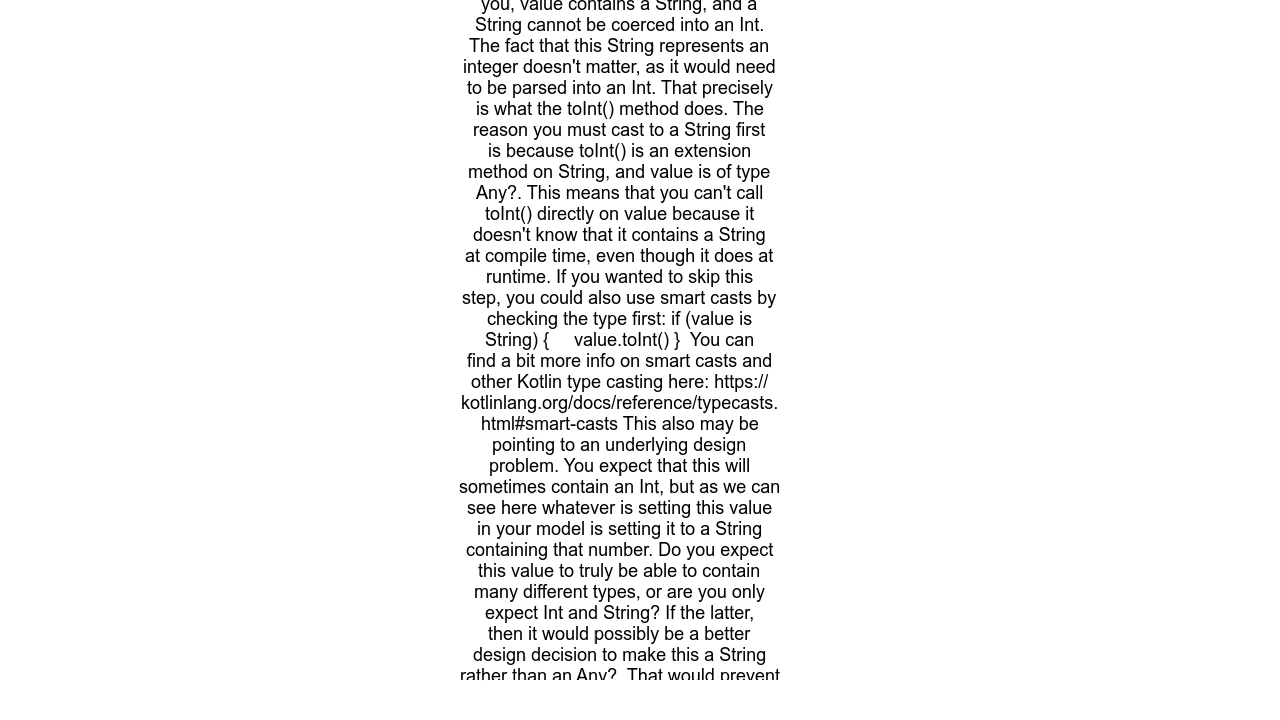 you, value contains a String, and a
String cannot be coerced into an Int.
The fact that this String represents an
integer doesn't matter, as it would need
to be parsed into an Int. That precisely
is what the toInt() method does. The
reason you must cast to a String first
is because toInt() is an extension
method on String, and value is of type
Any?. This means that you can't call
toInt() directly on value because it
doesn't know that it contains a String
at compile time, even though it does at
runtime. If you wanted to skip this
step, you could also use smart casts by
checking the type first: if (value is
String) {     value.toInt() }  You can
find a bit more info on smart casts and
other Kotlin type casting here: https://
kotlinlang.org/docs/reference/typecasts.
html#smart-casts This also may be
pointing to an underlying design
problem. You expect that this will
sometimes contain an Int, but as we can
see here whatever is setting this value
in your model is setting it to a String
containing that number. Do you expect
this value to truly be able to contain
many different types, or are you only
expect Int and String? If the latter,
then it would possibly be a better
design decision to make this a String
rather than an Any?  That would prevent